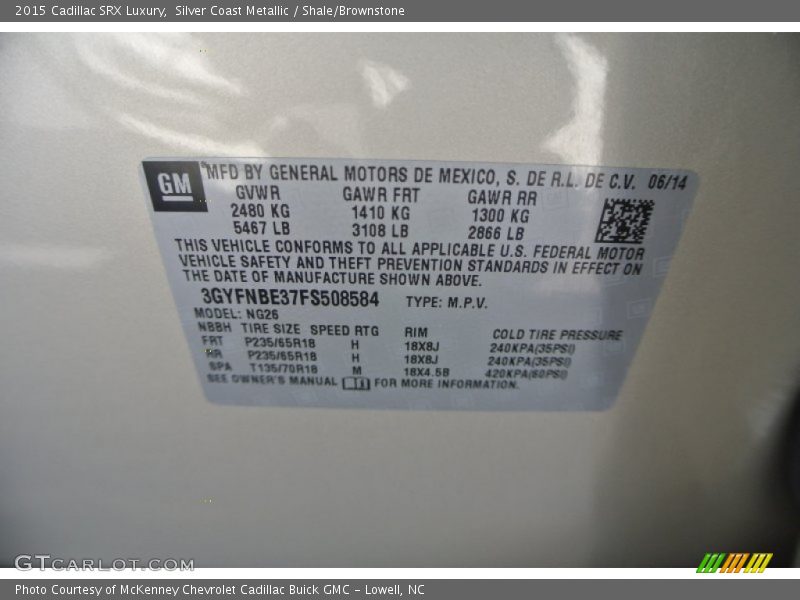 2015 Cadillac SRX Luxury, Silver Coast Metallic / Shale/Brownstone
GM
*MFD BY GENERAL MOTORS DE MEXICO, S. DE R.L. DE C.V. 06/14
GVWR GAWR FRT GAWR RR
2480 KG 1410 KG 1300 KG
5467 LB 3108 LB 2866 LB
THIS VEHICLE CONFORMS TO ALL APPLICABLE U.S. FEDERAL MOTOR
VEHICLE SAFETY AND THEFT PREVENTION STANDARDS IN EFFECT ON
THE DATE OF MANUFACTURE SHOWN ABOVE.
3GYFNBE37FS508584 TYPE: M.P.V.
MODEL: NG26
NBBH TIRE SIZE SPEED RTG RIM COLD TIRE PRESSURE
FRT P235/65R18 H 18X8J 240KPA(35PSI)
RR P235/65R18 H 18X8J 240KPA(35PSI)
SPA T135/70R18 M 18X4.5B 420KPA(60PSI)
SEE OWNER'S MANUAL FOR MORE INFORMATION.
GTCARLOT.COM
Photo Courtesy of McKenney Chevrolet Cadillac Buick GMC - Lowell, NC